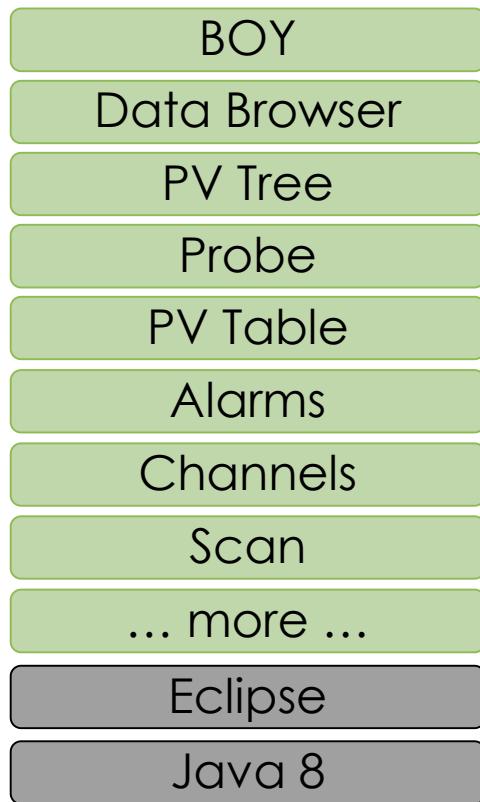 BOY
Data Browser
PV Tree
Probe
PV Table
Alarms
Channels
Scan
… more …
Eclipse
Java 8